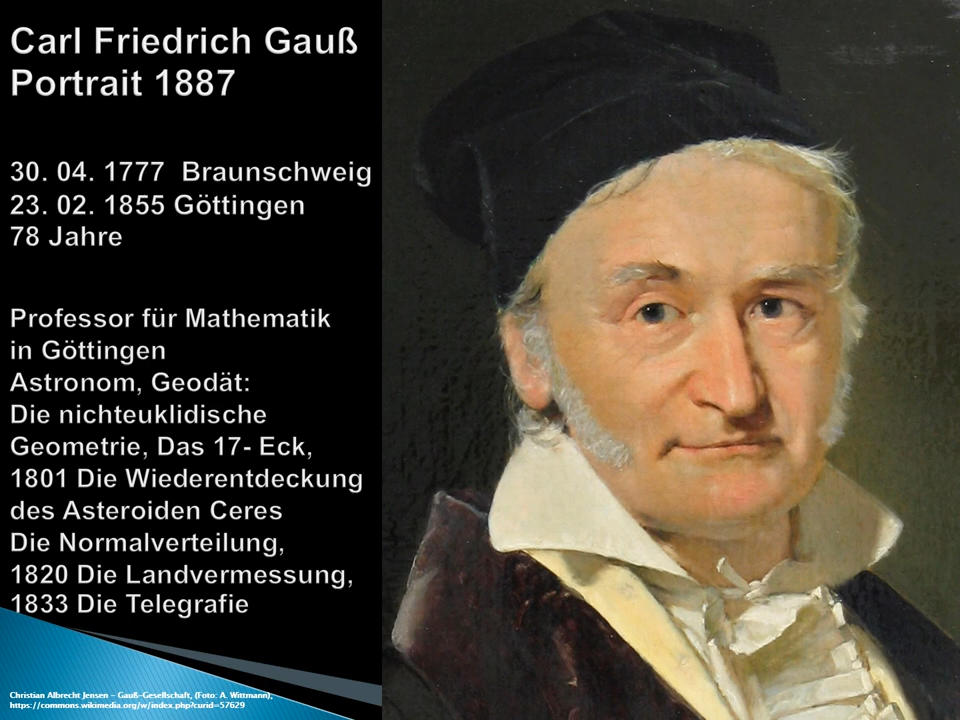 Carl Friedrich Gauß
Portrait 1887
30. 04. 1777 Braunschweig
23. 02. 1855 Göttingen
78 Jahre
Professor für Mathematik
in Göttingen
Astronom, Geodät:
Die nichteuklidische
Geometrie, Das 17- Eck,
1801 Die Wiederentdeckung
des Asteroiden Ceres
Die Normalverteilung,
1820 Die Landvermessung,
1833 Die Telegrafie
Christian Albrecht Jensen – Gauß-Gesellschaft, (Foto: A. Wittmann),
https://commons.wikimedia.org/w/index.php?curid=57629